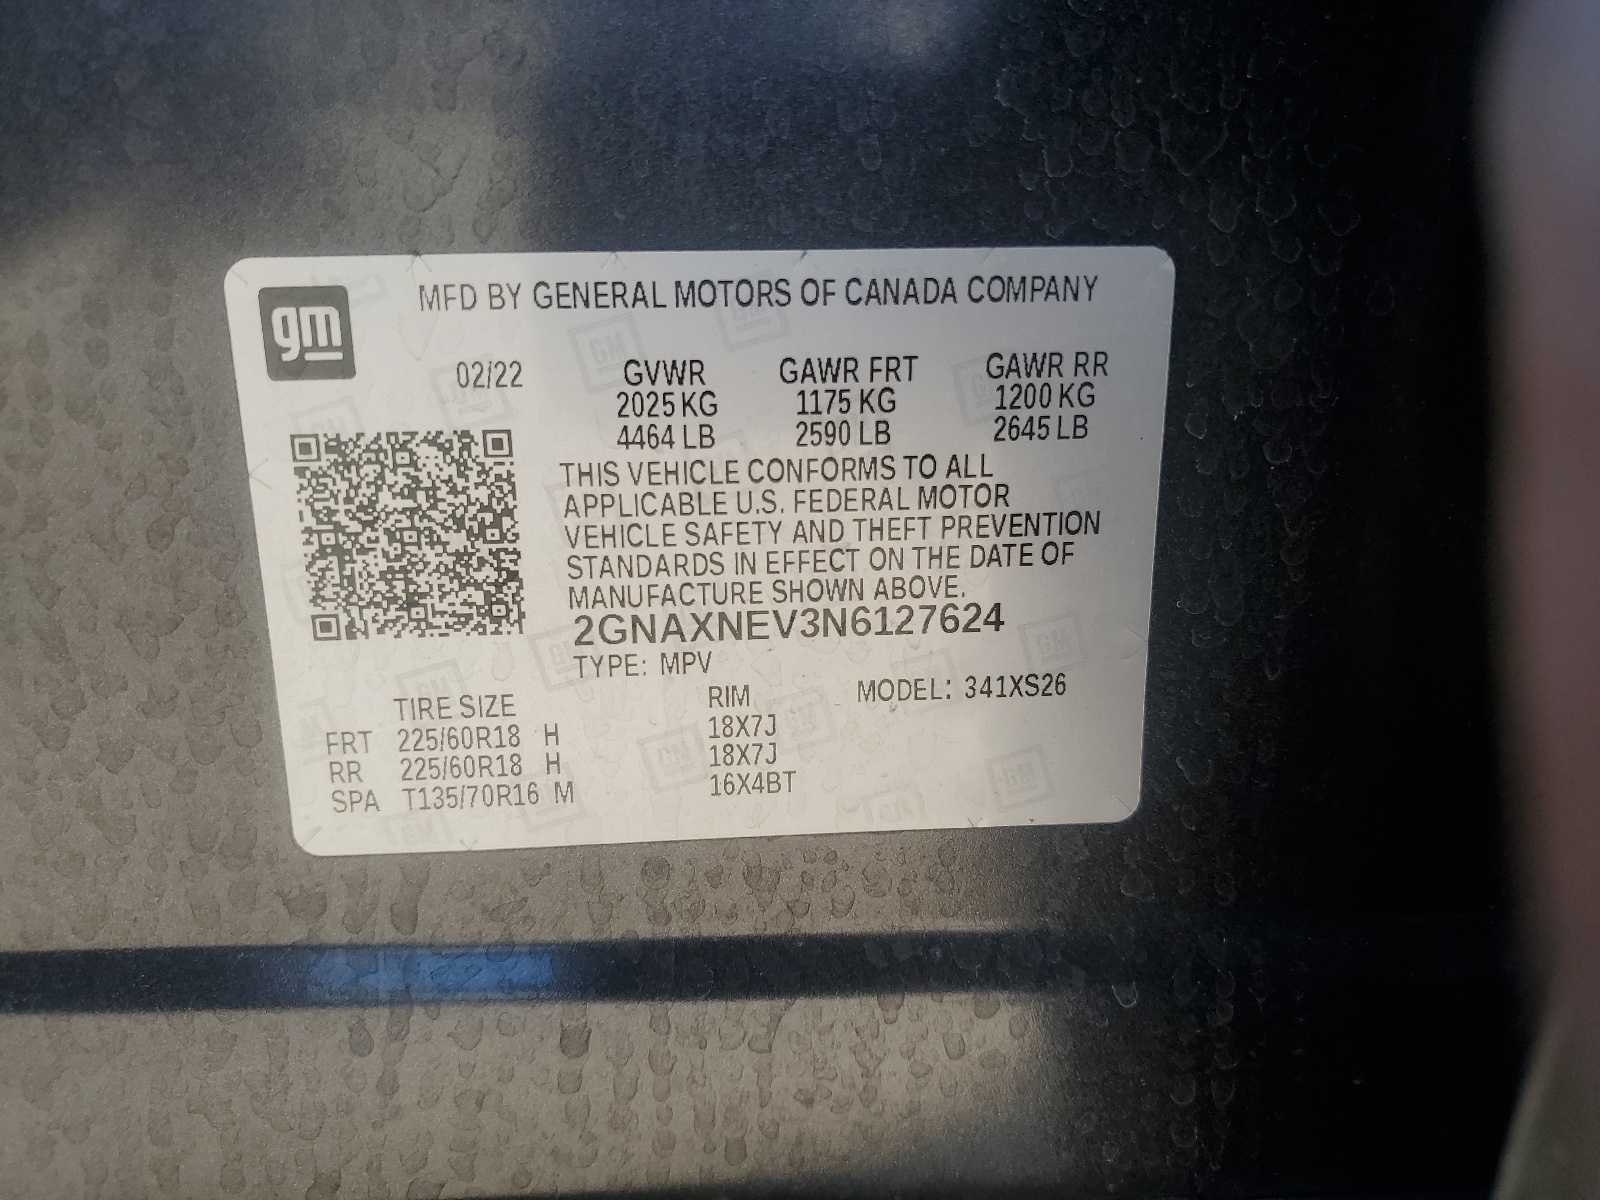 gm
MFD BY GENERAL MOTORS OF CANADA COMPANY
02/22 GVWR GAWR FRT GAWR RR
2025 KG 1175 KG 1200 KG
4464 LB 2590 LB 2645 LB
THIS VEHICLE CONFORMS TO ALL
APPLICABLE U.S. FEDERAL MOTOR
VEHICLE SAFETY AND THEFT PREVENTION
STANDARDS IN EFFECT ON THE DATE OF
MANUFACTURE SHOWN ABOVE.
2GNAXNEV3N6127624
TYPE: MPV
TIRE SIZE RIM MODEL: 341XS26
FRT 225/60R18 H 18X7J
RR 225/60R18 H 18X7J
SPA T135/70R16 M 16X4BT